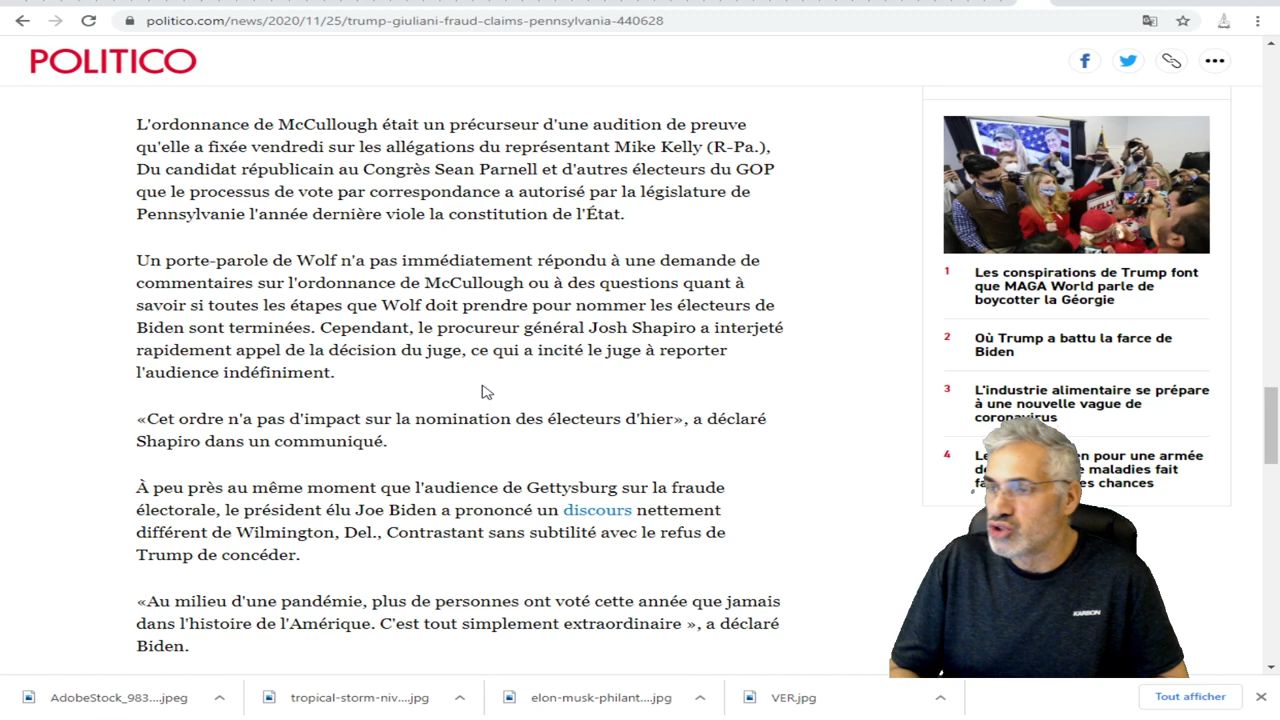 politico.com/news/2020/11/25/trump-giuliani-fraud-claims-pennsylvania-440628
POLITICO
L'ordonnance de McCullough était un précurseur d'une audition de preuve
qu'elle a fixée vendredi sur les allégations du représentant Mike Kelly (R-Pa.),
Du candidat républicain au Congrès Sean Parnell et d'autres électeurs du GOP
que le processus de vote par correspondance a autorisé par la législature de
Pennsylvanie l'année dernière viole la constitution de l'État.
Un porte-parole de Wolf n'a pas immédiatement répondu à une demande de
commentaires sur l'ordonnance de McCullough ou à des questions quant à
savoir si toutes les étapes que Wolf doit prendre pour nommer les électeurs de
Biden sont terminées. Cependant, le procureur général Josh Shapiro a interjeté
rapidement appel de la décision du juge, ce qui a incité le juge à reporter
l'audience indéfiniment.
«Cet ordre n'a pas d'impact sur la nomination des électeurs d'hier», a déclaré
Shapiro dans un communiqué.
À peu près au même moment que l'audience de Gettysburg sur la fraude
électorale, le président élu Joe Biden a prononcé un discours nettement
différent de Wilmington, Del., Contrastant sans subtilité avec le refus de
Trump de concéder.
«Au milieu d'une pandémie, plus de personnes ont voté cette année que jamais
dans l'histoire de l'Amérique. C'est tout simplement extraordinaire », a déclaré
Biden.
1 Les conspirations de Trump font
que MAGA World parle de
boycotter la Géorgie
2 Où Trump a battu la farce de
Biden
3 L'industrie alimentaire se prépare
à une nouvelle vague de
coronavirus
4 en pour une armée
maladies fait
es chances
KARBON
AdobeStock_983....jpeg
tropical-storm-niv....jpg
elon-musk-philant....jpg
VER.jpg
Tout afficher